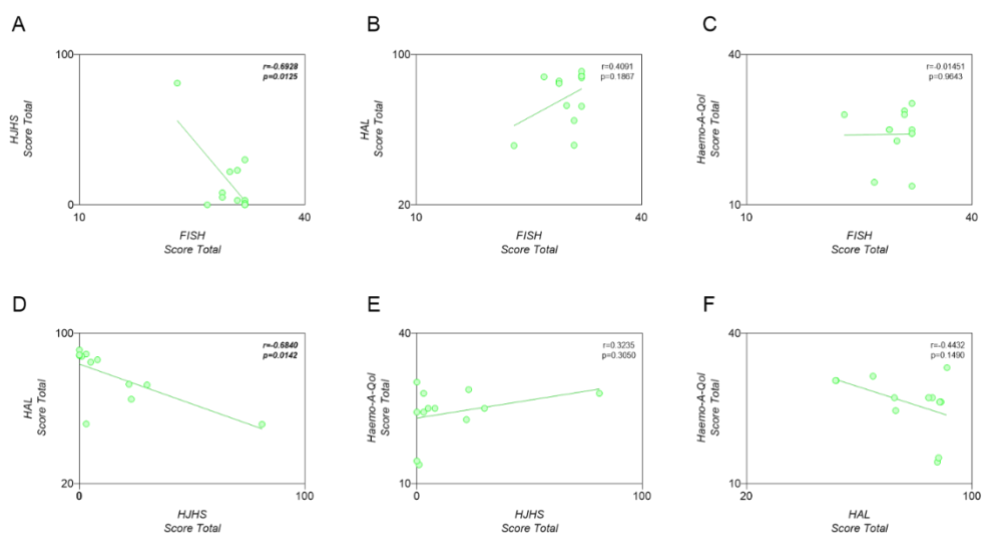 A
100
HJHS
Score Total
0
10
40
FISH
Score Total
r=-0.6928
p=0.0125
B
100
HAL
Score Total
20
10
40
FISH
Score Total
r=0.4091
p=0.1867
C
40
Haemo-A-Qol
Score Total
10
10
40
FISH
Score Total
r=-0.01451
p=0.9643
D
100
HAL
Score Total
20
0
100
HJHS
Score Total
r=-0.6840
p=0.0142
E
40
Haemo-A-Qol
Score Total
10
0
100
HJHS
Score Total
r=0.3235
p=0.3050
F
40
Haemo-A-Qol
Score Total
10
20
100
HAL
Score Total
r=-0.4432
p=0.1490